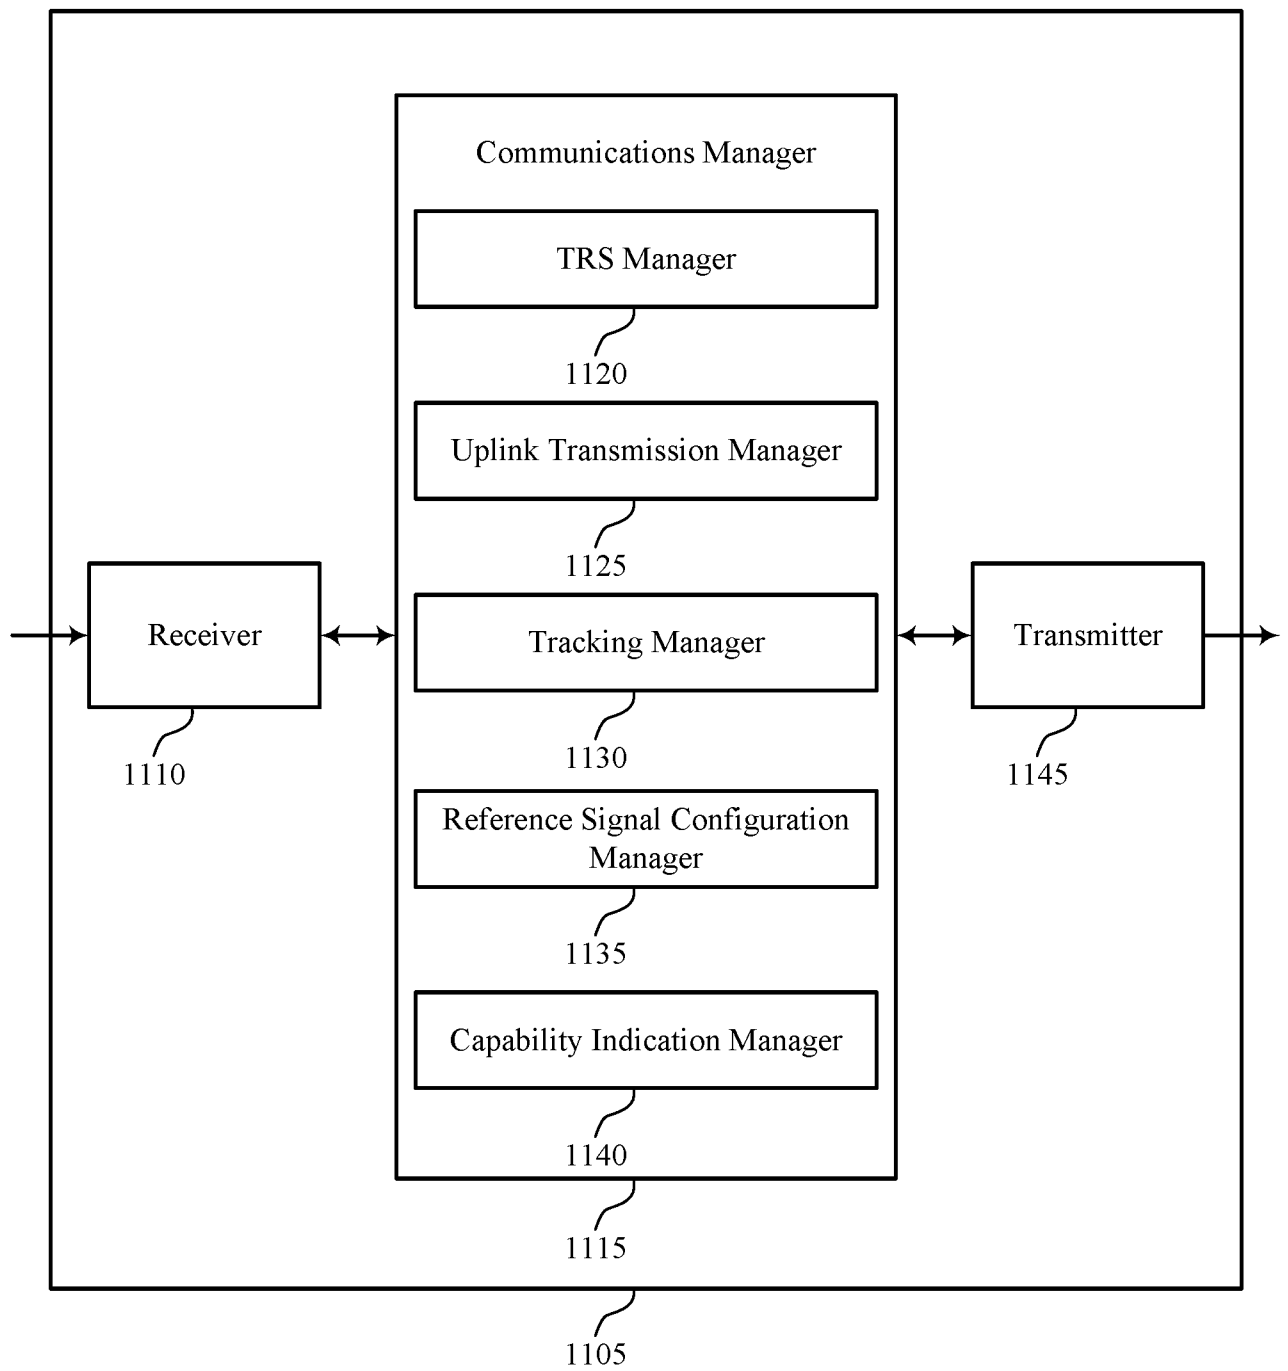 Communications Manager
TRS Manager
1120
Uplink Transmission Manager
1125
Receiver
1110
Tracking Manager
1130
Transmitter
1145
Reference Signal Configuration
Manager
1135
Capability Indication Manager
1140
1115
1105